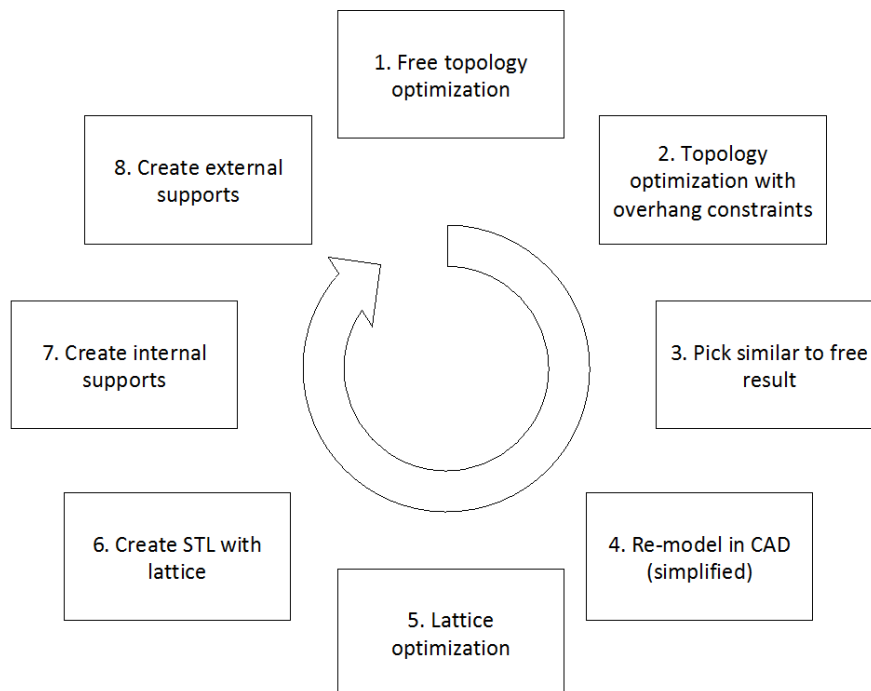 1. Free topology
optimization
2. Topology
optimization with
overhang constraints
3. Pick similar to free
result
4. Re-model in CAD
(simplified)
5. Lattice
optimization
6. Create STL with
lattice
7. Create internal
supports
8. Create external
supports